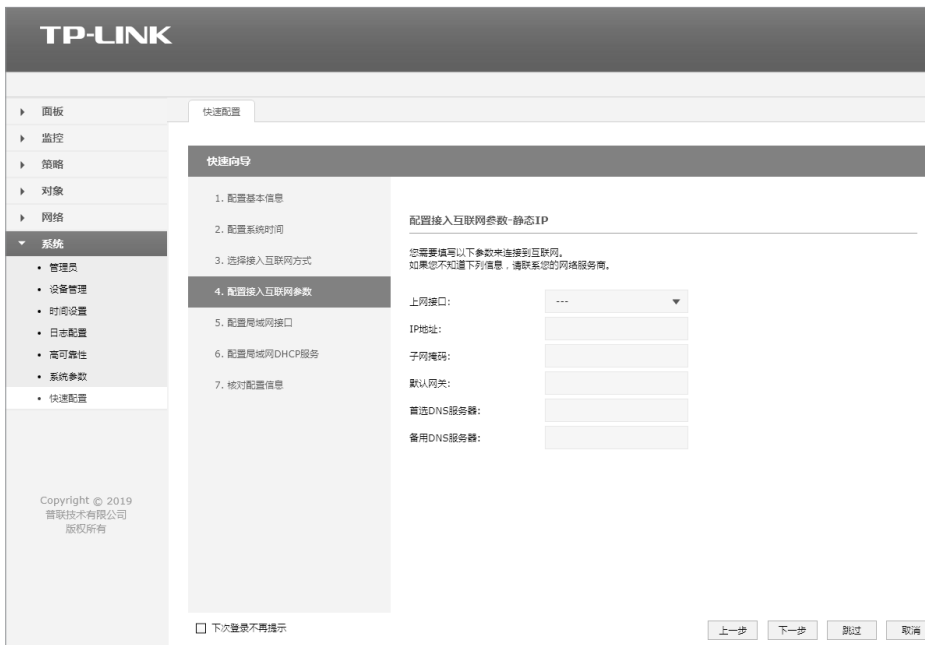 TP-LINK
面板
监控
策略
对象
网络
系统
管理员
设备管理
时间设置
日志配置
高可靠性
系统参数
快速配置
Copyright © 2019
普联技术有限公司
版权所有
快速配置
快速向导
1. 配置基本信息
2. 配置系统时间
3. 选择接入互联网方式
4. 配置接入互联网参数
5. 配置局域网接口
6. 配置局域网DHCP服务
7. 核对配置信息
配置接入互联网参数-静态IP
您需要填写以下参数来连接到互联网。
如果您不知道下列信息，请联系您的网络服务商。
上网接口: ---
IP地址:
子网掩码:
默认网关:
首选DNS服务器:
备用DNS服务器:
下次登录不再提示
上一步 下一步 跳过 取消